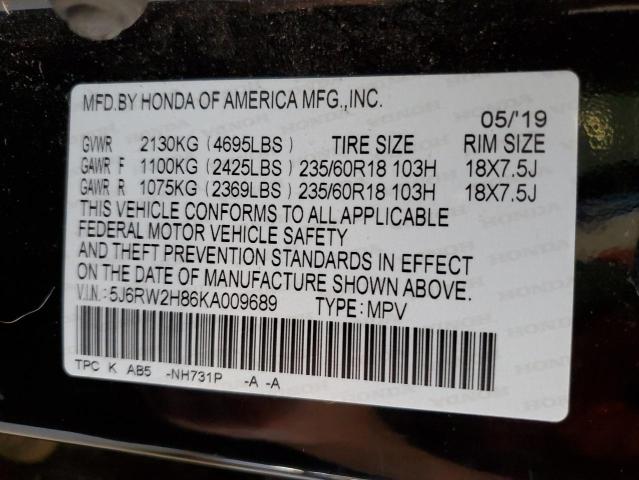 MFD.BY HONDA OF AMERICA MFG.,INC.
05/'19
GVWR 2130KG (4695LBS) TIRE SIZE RIM SIZE
GAWR F 1100KG (2425LBS) 235/60R18 103H 18X7.5J
GAWR R 1075KG (2369LBS) 235/60R18 103H 18X7.5J
THIS VEHICLE CONFORMS TO ALL APPLICABLE
FEDERAL MOTOR VEHICLE SAFETY
AND THEFT PREVENTION STANDARDS IN EFFECT
ON THE DATE OF MANUFACTURE SHOWN ABOVE.
V.I.N.: 5J6RW2H86KA009689 TYPE: MPV
TPC K AB5 -NH731P -A -A